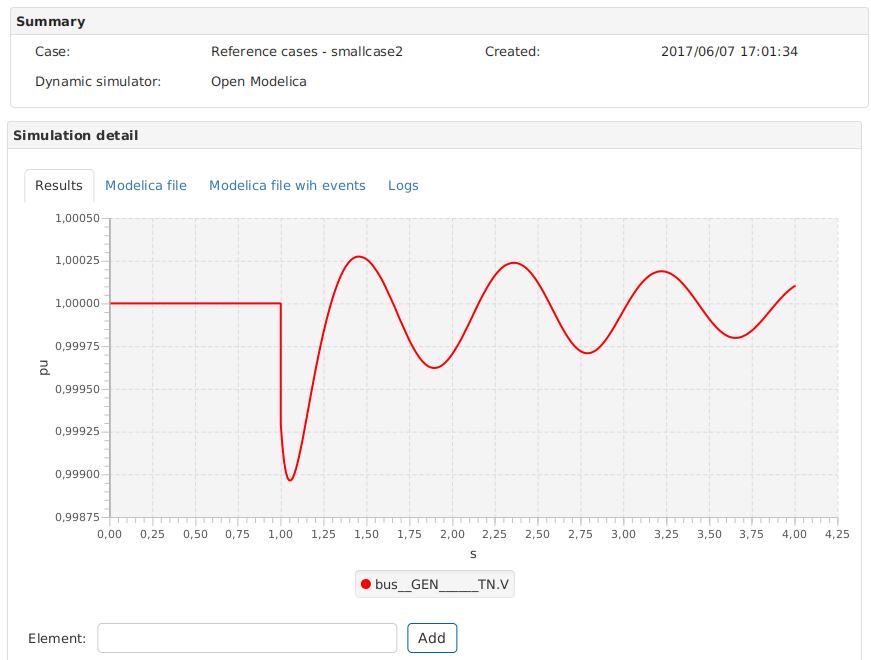 Summary
Case: Reference cases - smallcase2 Created: 2017/06/07 17:01:34
Dynamic simulator: Open Modelica
Simulation detail
Results Modelica file Modelica file wih events Logs
1,00050
1,00025
1,00000
0,99975
0,99950
0,99925
0,99900
0,99875
pu
0,00 0,25 0,50 0,75 1,00 1,25 1,50 1,75 2,00 2,25 2,50 2,75 3,00 3,25 3,50 3,75 4,00 4,25
s
bus__GEN______TN.V
Element: Add